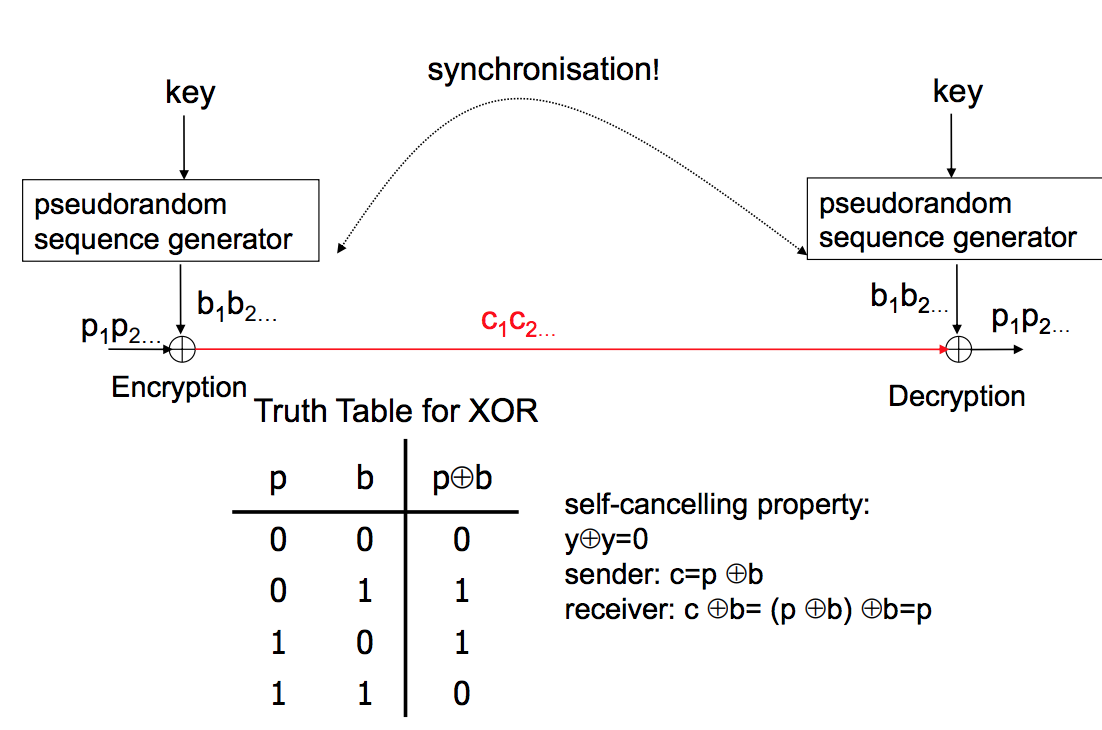 synchronisation!
key
key
pseudorandom
sequence generator
pseudorandom
sequence generator
b₁b₂...
p₁p₂...
c₁c₂...
b₁b₂...
p₁p₂...
Encryption
Decryption
Truth Table for XOR
p b p⊕b
0 0 0
0 1 1
1 0 1
1 1 0
self-cancelling property:
y⊕y=0
sender: c=p ⊕b
receiver: c ⊕b= (p ⊕b) ⊕b=p